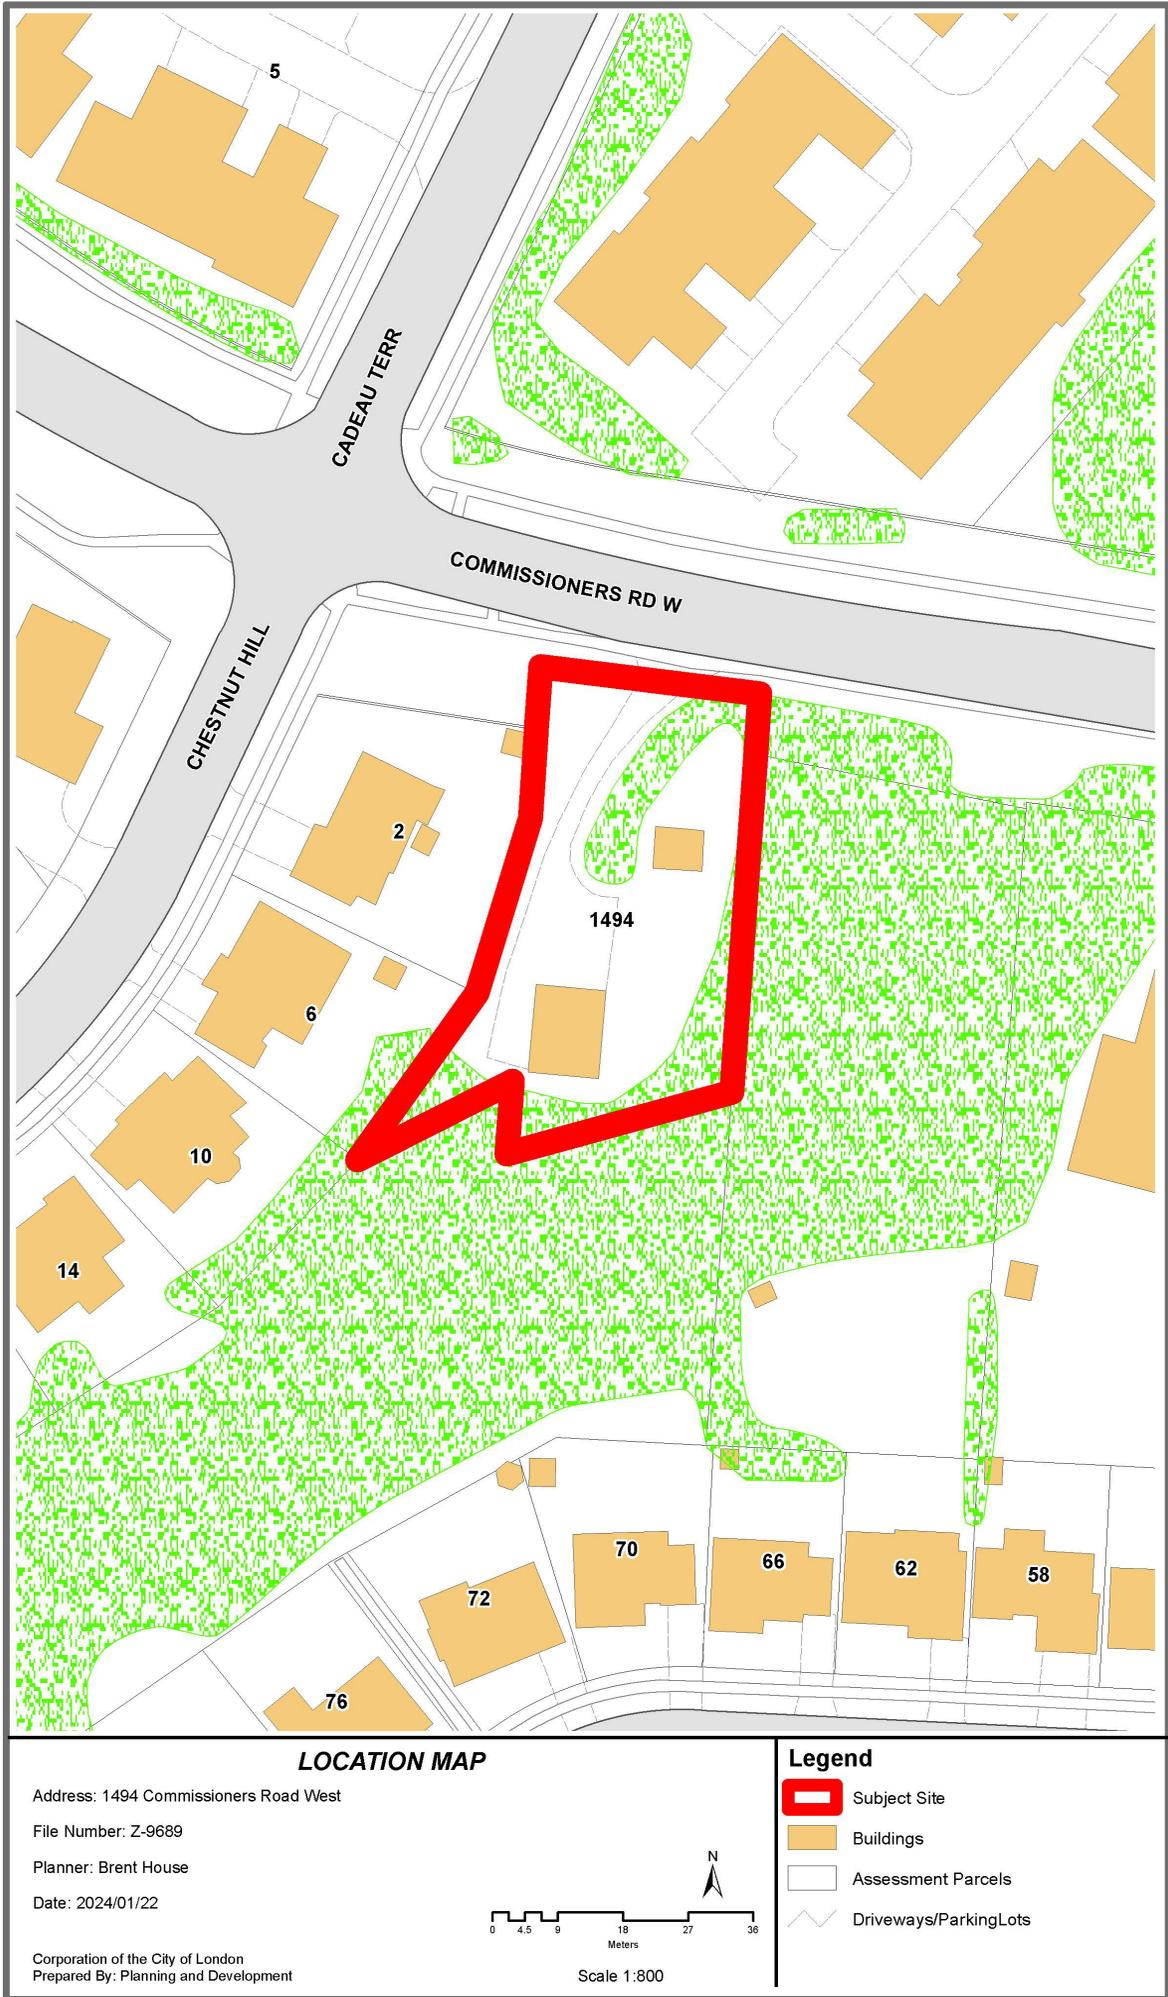 5
CADEAU TERR
COMMISSIONERS RD W
CHESTNUT HILL
2
1494
6
10
14
70
66
62
58
72
76
LOCATION MAP
Address: 1494 Commissioners Road West
File Number: Z-9689
Planner: Brent House
Date: 2024/01/22
Corporation of the City of London
Prepared By: Planning and Development
N
0 4.5 9 18 27 36
Meters
Scale 1:800
Legend
Subject Site
Buildings
Assessment Parcels
Driveways/ParkingLots